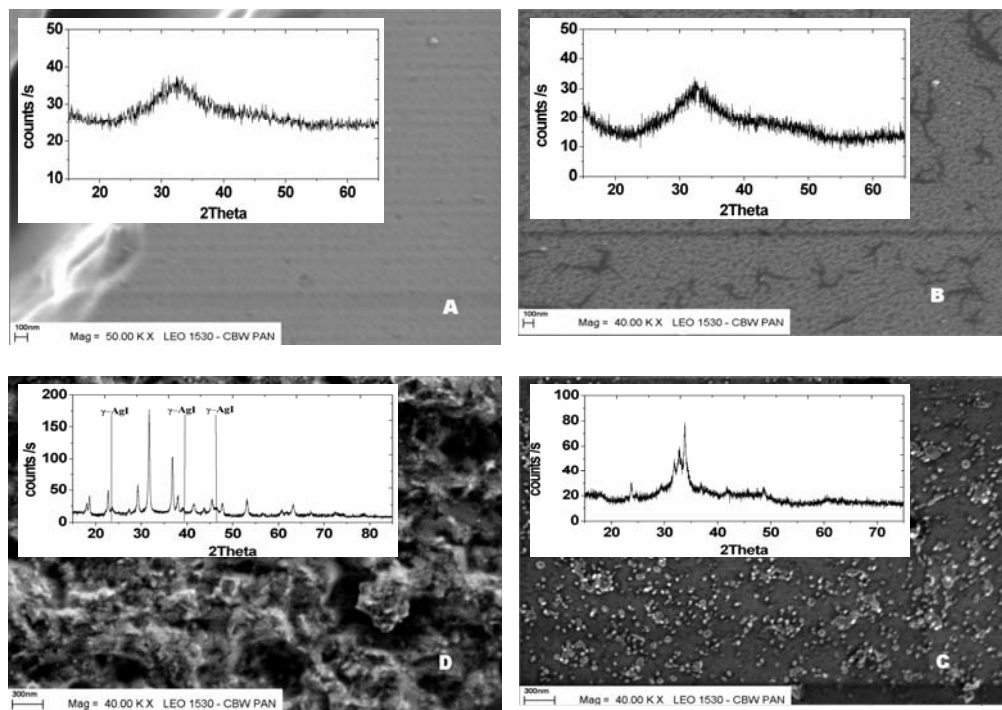 50
40
30
20
10
counts /s
20 30 40 50 60
2Theta
A
100nm
Mag = 50.00 K X LEO 1530 - CBW PAN
50
40
30
20
10
0
counts /s
20 30 40 50 60
2Theta
B
100nm
Mag = 40.00 K X LEO 1530 - CBW PAN
200
150
100
50
0
counts /s
γ-AgI γ-AgI γ-AgI
15 20 30 40 50 60 70 80
2Theta
D
300nm
Mag = 40.00 K X LEO 1530 - CBW PAN
100
80
60
40
20
0
counts /s
20 30 40 50 60 70
2Theta
C
300nm
Mag = 40.00 K X LEO 1530 - CBW PAN